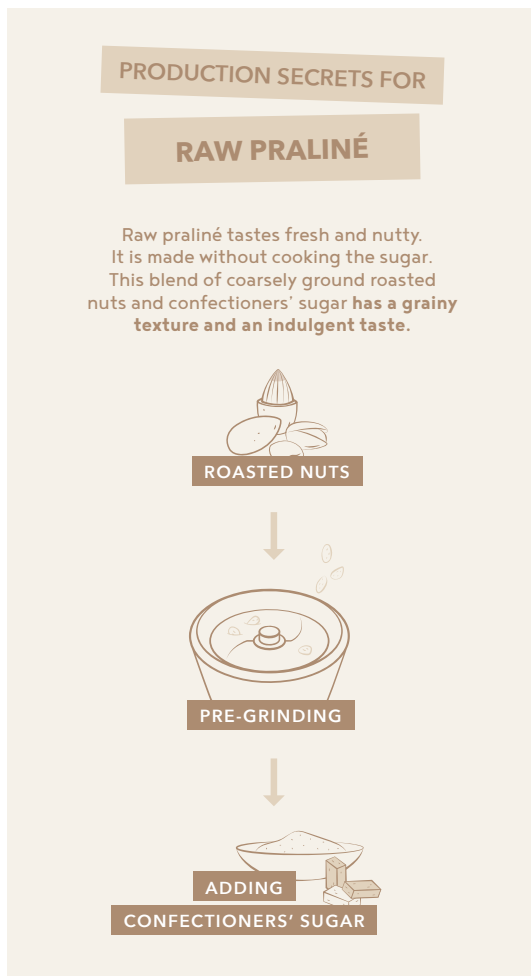 PRODUCTION SECRETS FOR
RAW PRALINÉ
Raw praliné tastes fresh and nutty.
It is made without cooking the sugar.
This blend of coarsely ground roasted
nuts and confectioners' sugar has a grainy
texture and an indulgent taste.
ROASTED NUTS
PRE-GRINDING
ADDING
CONFECTIONERS’ SUGAR